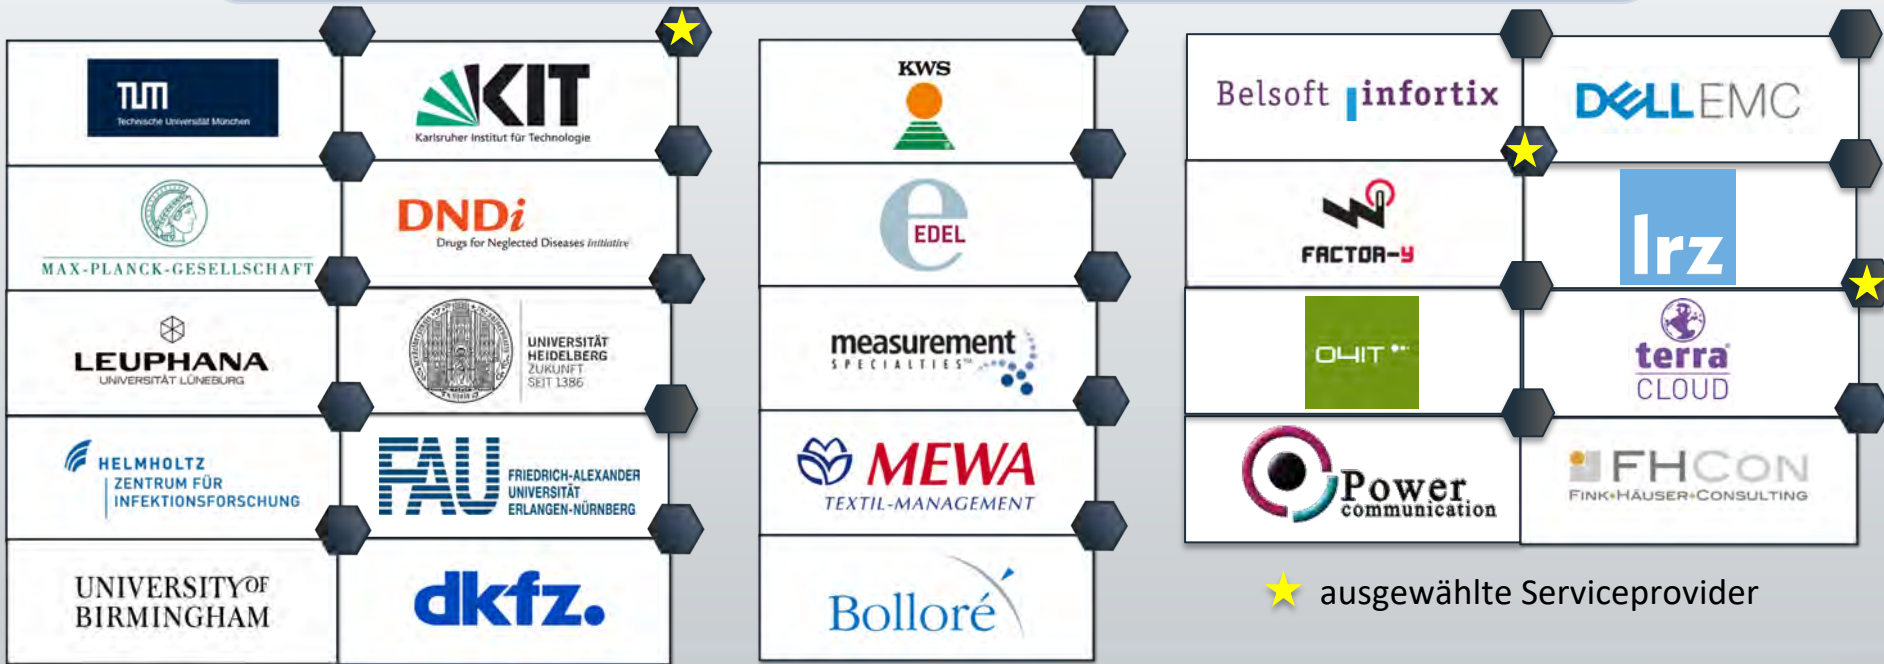 TUM
Technische Universität München
KIT
Karlsruher Institut für Technologie
MAX-PLANCK-GESELLSCHAFT
DNDi
Drugs for Neglected Diseases initiative
LEUPHANA
UNIVERSITÄT LÜNEBURG
UNIVERSITÄT
HEIDELBERG
ZUKUNFT
SEIT 1386
HELMHOLTZ
ZENTRUM FÜR
INFEKTIONSFORSCHUNG
FAU
FRIEDRICH-ALEXANDER
UNIVERSITÄT
ERLANGEN-NÜRNBERG
UNIVERSITY OF
BIRMINGHAM
dkfz.
KWS
e
EDEL
measurement
SPECIALTIES™
MEWA
TEXTIL-MANAGEMENT
Bolloré
Belsoft infortix
DELL EMC
FACTOR-Y
lrz
O4IT
terra
CLOUD
Power
communication
FHCON
FINK+HÄUSER+CONSULTING
ausgewählte Serviceprovider